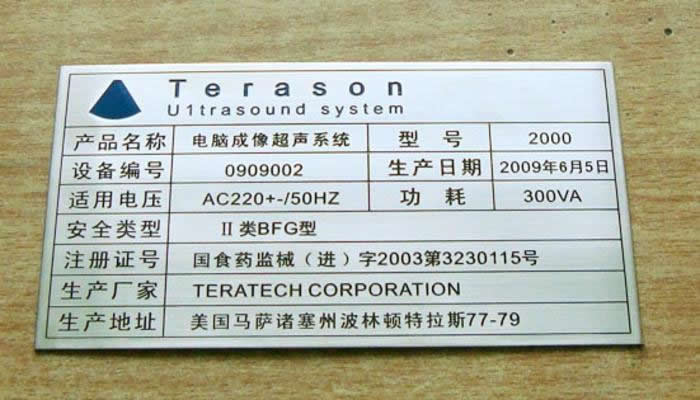 Terason
U1trasound system
产品名称 电脑成像超声系统 型 号 2000
设备编号 0909002 生产日期 2009年6月5日
适用电压 AC220+-/50HZ 功 耗 300VA
安全类型 II类BFG型
注册证号 国食药监械（进）字2003第3230115号
生产厂家 TERATECH CORPORATION
生产地址 美国马萨诸塞州波林顿特拉斯77-79